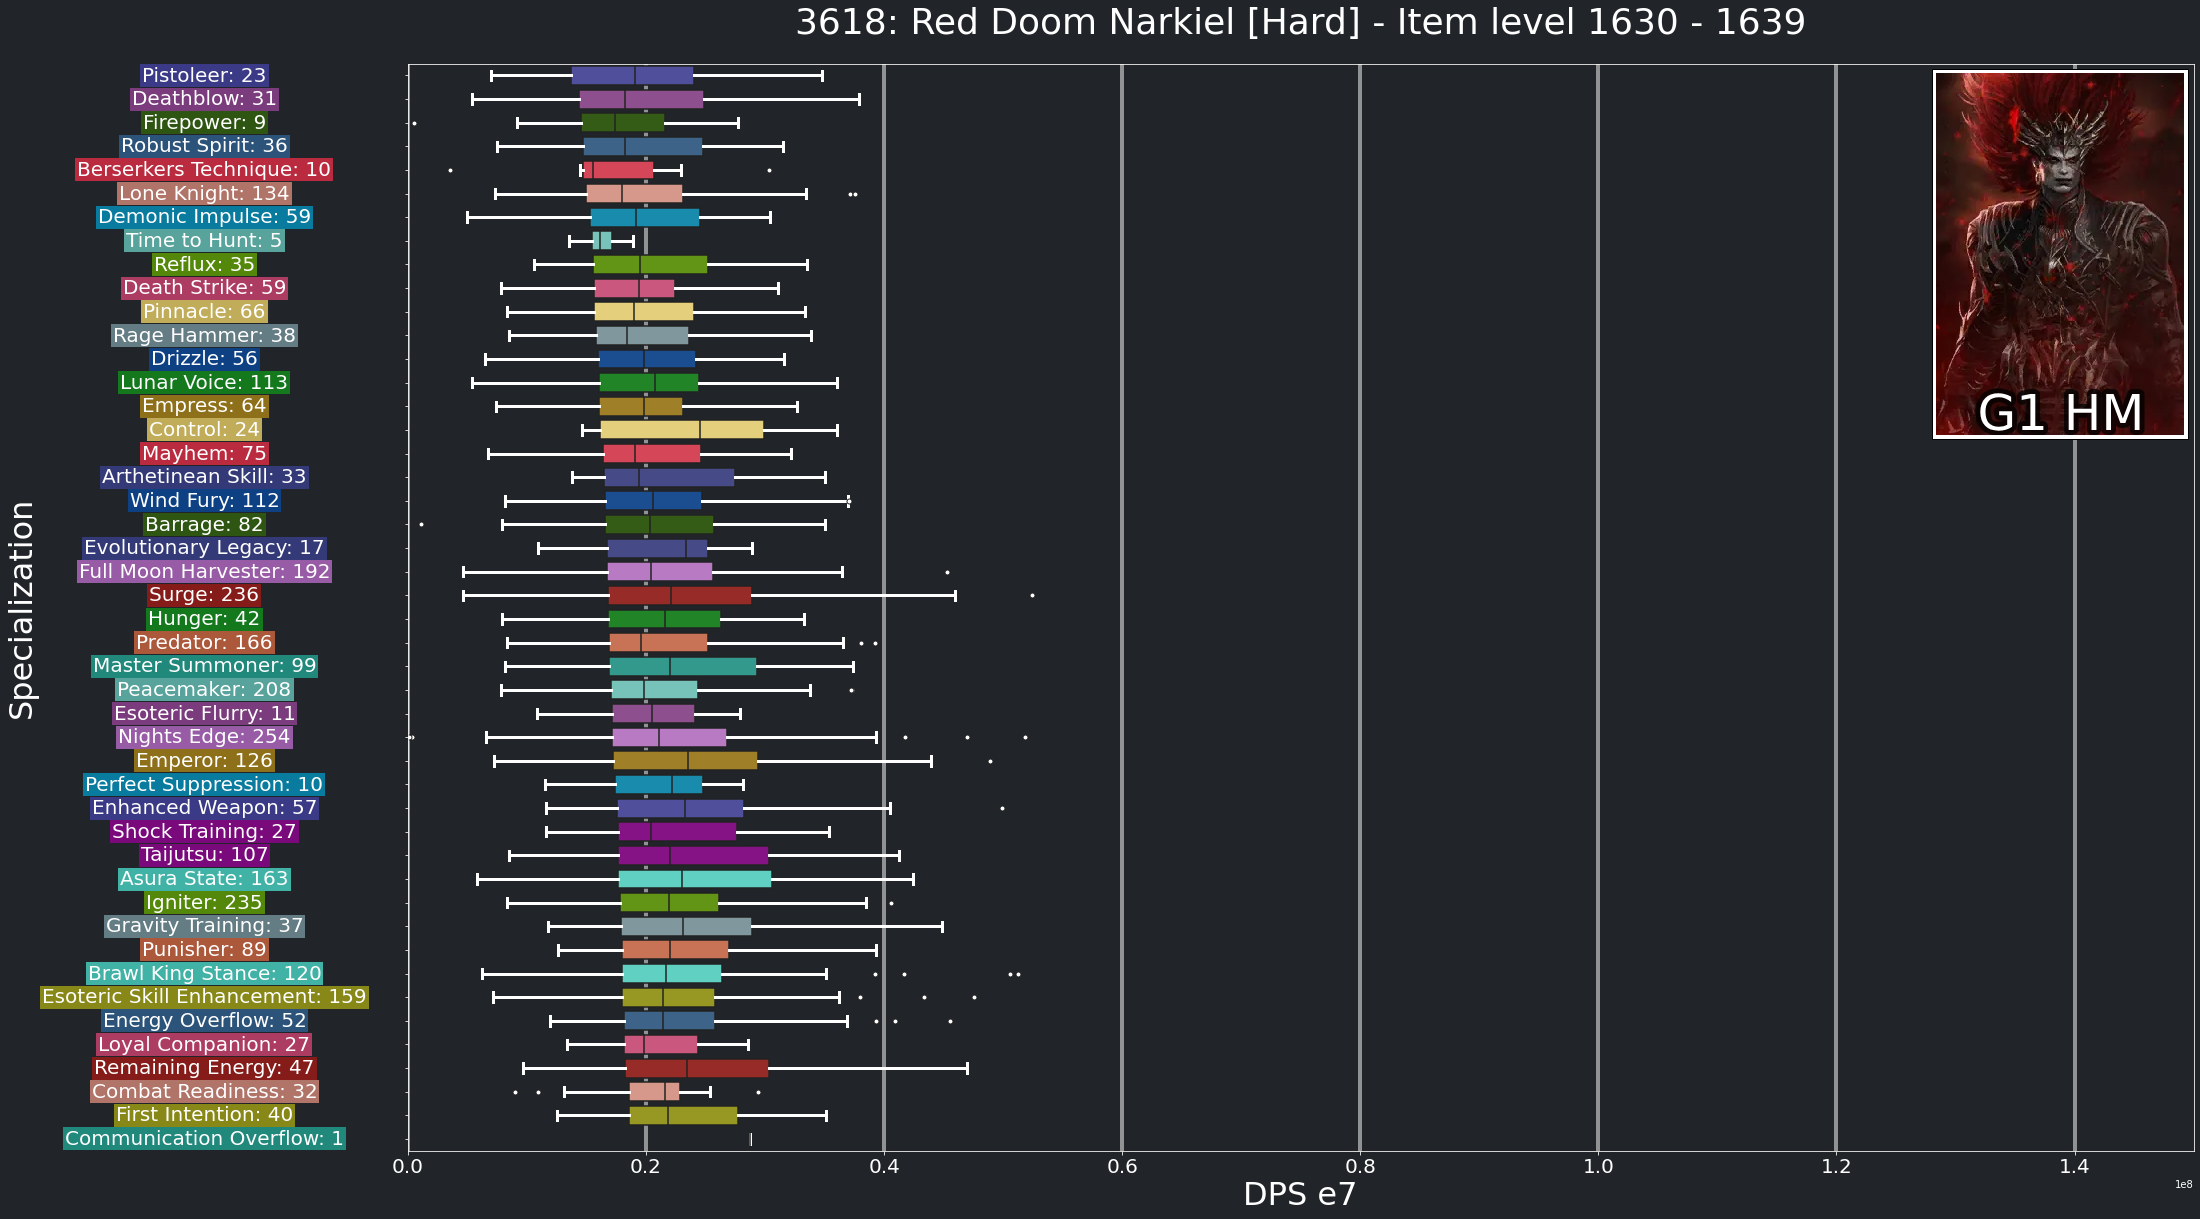 3618: Red Doom Narkiel [Hard] - Item level 1630 - 1639
Specialization
Pistoleer: 23
Deathblow: 31
Firepower: 9
Robust Spirit: 36
Berserkers Technique: 10
Lone Knight: 134
Demonic Impulse: 59
Time to Hunt: 5
Reflux: 35
Death Strike: 59
Pinnacle: 66
Rage Hammer: 38
Drizzle: 56
Lunar Voice: 113
Empress: 64
Control: 24
Mayhem: 75
Arthetinean Skill: 33
Wind Fury: 112
Barrage: 82
Evolutionary Legacy: 17
Full Moon Harvester: 192
Surge: 236
Hunger: 42
Predator: 166
Master Summoner: 99
Peacemaker: 208
Esoteric Flurry: 11
Nights Edge: 254
Emperor: 126
Perfect Suppression: 10
Enhanced Weapon: 57
Shock Training: 27
Taijutsu: 107
Asura State: 163
Igniter: 235
Gravity Training: 37
Punisher: 89
Brawl King Stance: 120
Esoteric Skill Enhancement: 159
Energy Overflow: 52
Loyal Companion: 27
Remaining Energy: 47
Combat Readiness: 32
First Intention: 40
Communication Overflow: 1
G1 HM
0.0 0.2 0.4 0.6 0.8 1.0 1.2 1.4
DPS e7
1e8